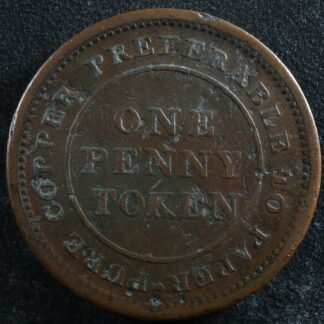 PURE COPPER PREFERABLE TO PAPER
ONE
PENNY
TOKEN